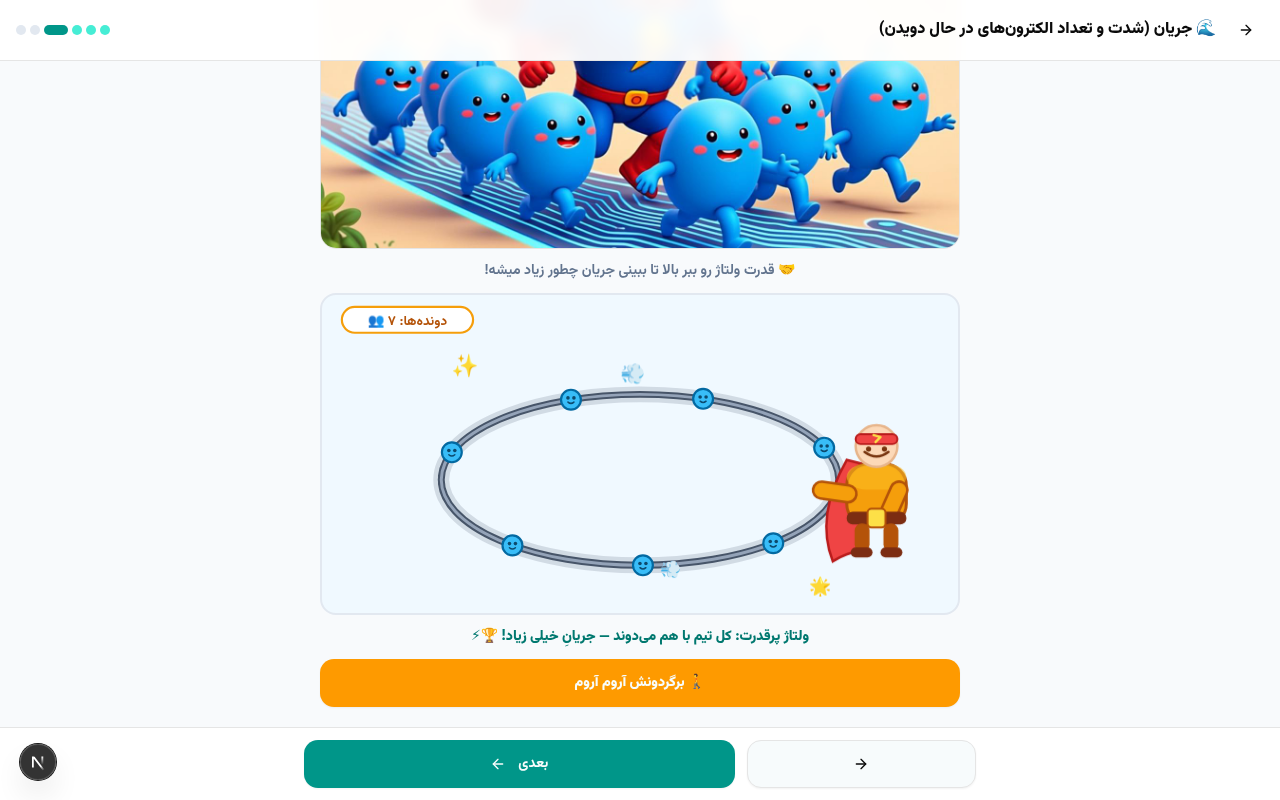 🌊 جریان (شدت و تعداد الکترون‌های در حال دویدن)
🤝 قدرت ولتاژ رو ببر بالا تا ببینی جریان چطور زیاد میشه!
دونده‌ها: ۷ 👥
ولتاژ پرقدرت: کل تیم با هم می‌دوند — جریانِ خیلی زیاد! 🏆⚡
🚶 برگردونش آروم آروم
بعدی
N